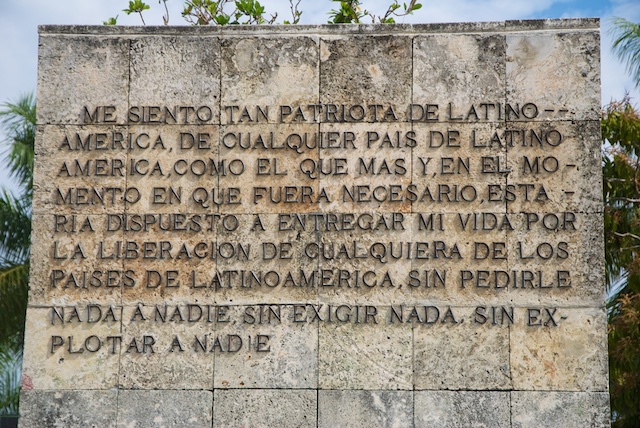 ME SIENTO TAN PATRIOTA DE LATINO--
AMERICA, DE CUALQUIER PAIS DE LATINO
AMERICA, COMO EL QUE MAS Y, EN EL MO-
MENTO EN QUE FUERA NECESARIO, ESTA-
RIA DISPUESTO A ENTREGAR MI VIDA POR
LA LIBERACION DE CUALQUIERA DE LOS
PAISES DE LATINOAMERICA, SIN PEDIRLE
NADA A NADIE, SIN EXIGIR NADA, SIN EX-
PLOTAR A NADIE